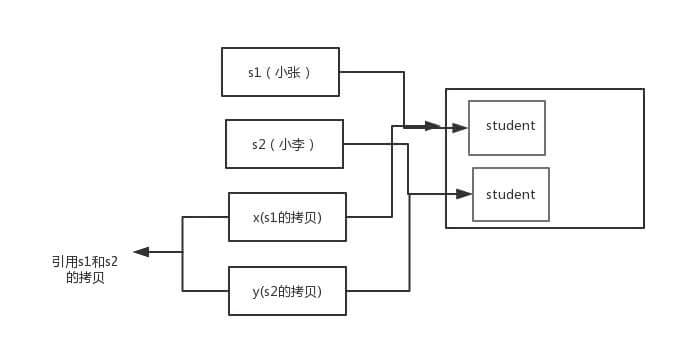 s1（小张）
student
s2（小李）
student
x(s1的拷贝)
引用s1和s2
的拷贝
y(s2的拷贝)